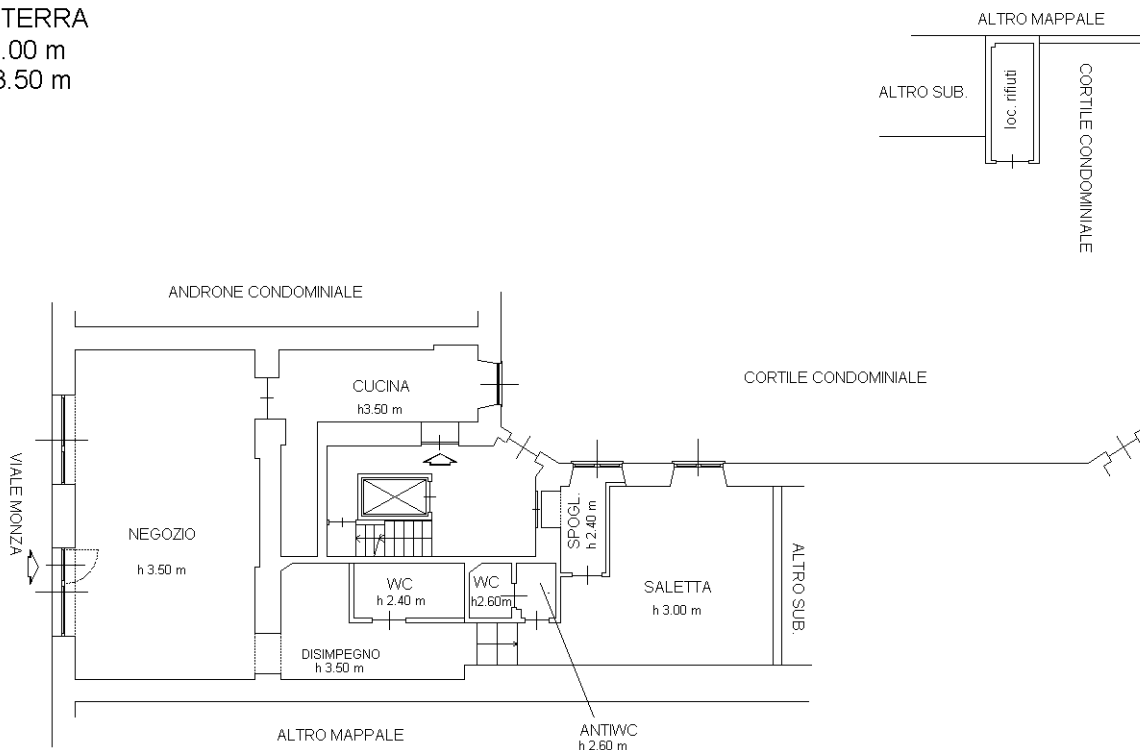 TERRA
.00 m
3.50 m
ALTRO MAPPALE
ALTRO SUB.
loc. rifiuti
CORTILE CONDOMINIALE
ANDRONE CONDOMINIALE
CUCINA
h3.50 m
CORTILE CONDOMINIALE
VIALE MONZA
NEGOZIO
h 3.50 m
SPOGL.
h 2.40 m
WC
h 2.40 m
WC
h2.60m
SALETTA
h 3.00 m
ALTRO SUB.
DISIMPEGNO
h 3.50 m
ALTRO MAPPALE
ANTIWC
h 2.60 m